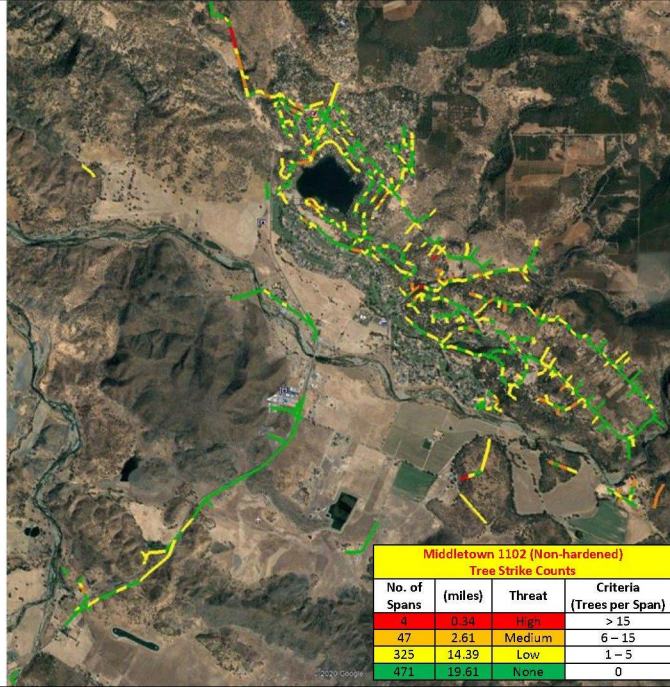 Middletown 1102 (Non-hardened)
Tree Strike Counts
No. of Spans (miles) Threat Criteria (Trees per Span)
4 0.34 High > 15
47 2.61 Medium 6 – 15
325 14.39 Low 1 – 5
471 19.61 None 0
© 2020 Google